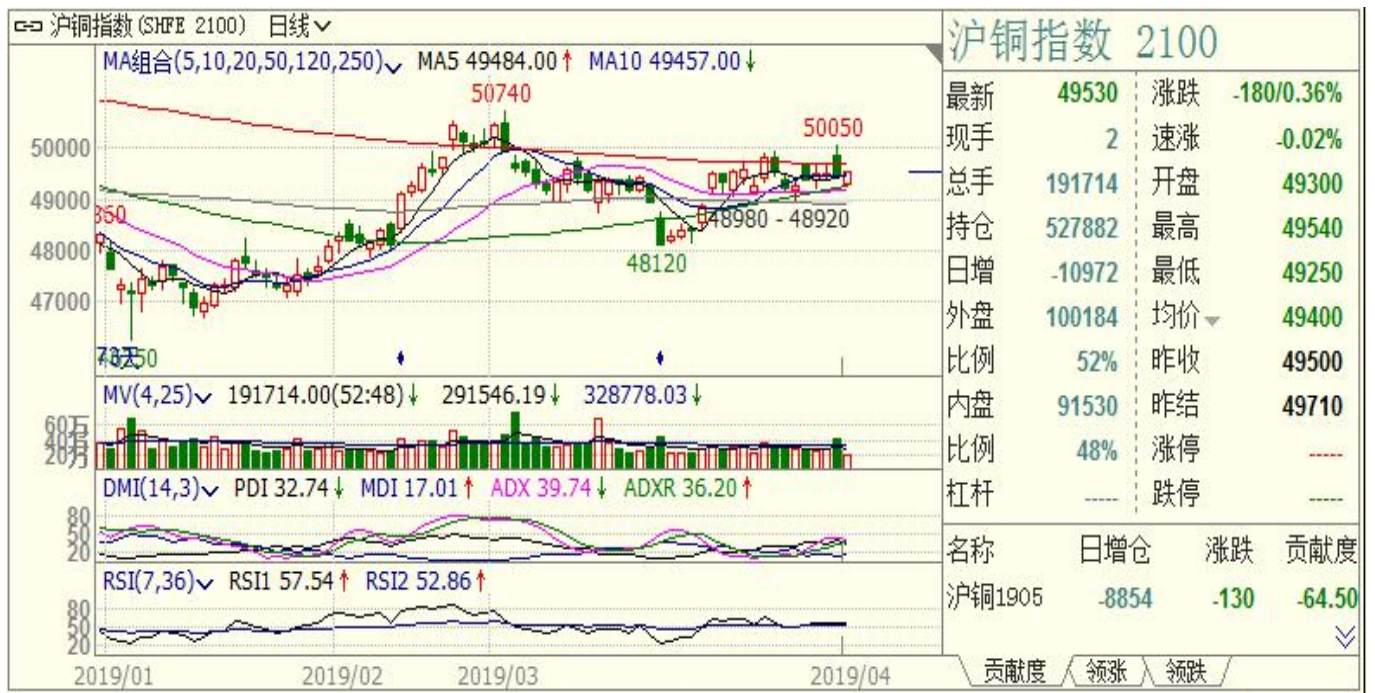 沪铜指数(SHFE 2100) 日线
MA组合(5,10,20,50,120,250) MA5 49484.00↑ MA10 49457.00↓
50740
50050
50000
49000
48980 - 48920
48000
48120
47000
MV(4,25) 191714.00(52:48)↓ 291546.19↓ 328778.03↓
60万
40万
20万
DMI(14,3) PDI 32.74↓ MDI 17.01↑ ADX 39.74↓ ADXR 36.20↑
80
50
20
RSI(7,36) RSI1 57.54↑ RSI2 52.86↑
80
50
20
2019/01 2019/02 2019/03 2019/04
沪铜指数 2100
最新 49530 涨跌 -180/0.36%
现手 2 速涨 -0.02%
总手 191714 开盘 49300
持仓 527882 最高 49540
日增 -10972 最低 49250
外盘 100184 均价 49400
比例 52% 昨收 49500
内盘 91530 昨结 49710
比例 48% 涨停 -----
杠杆 ----- 跌停 -----
名称 日增仓 涨跌 贡献度
沪铜1905 -8854 -130 -64.50
贡献度 领涨 领跌